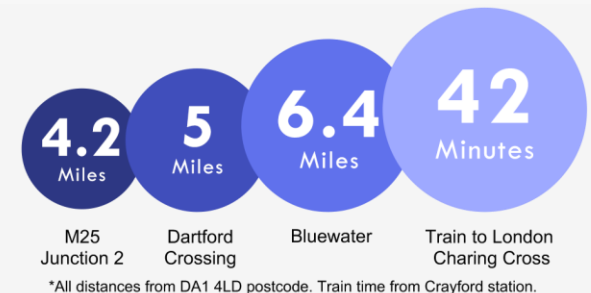 4.2
Miles
5
Miles
6.4
Miles
42
Minutes
M25
Junction 2
Dartford
Crossing
Bluewater
Train to London
Charing Cross
*All distances from DA1 4LD postcode. Train time from Crayford station.